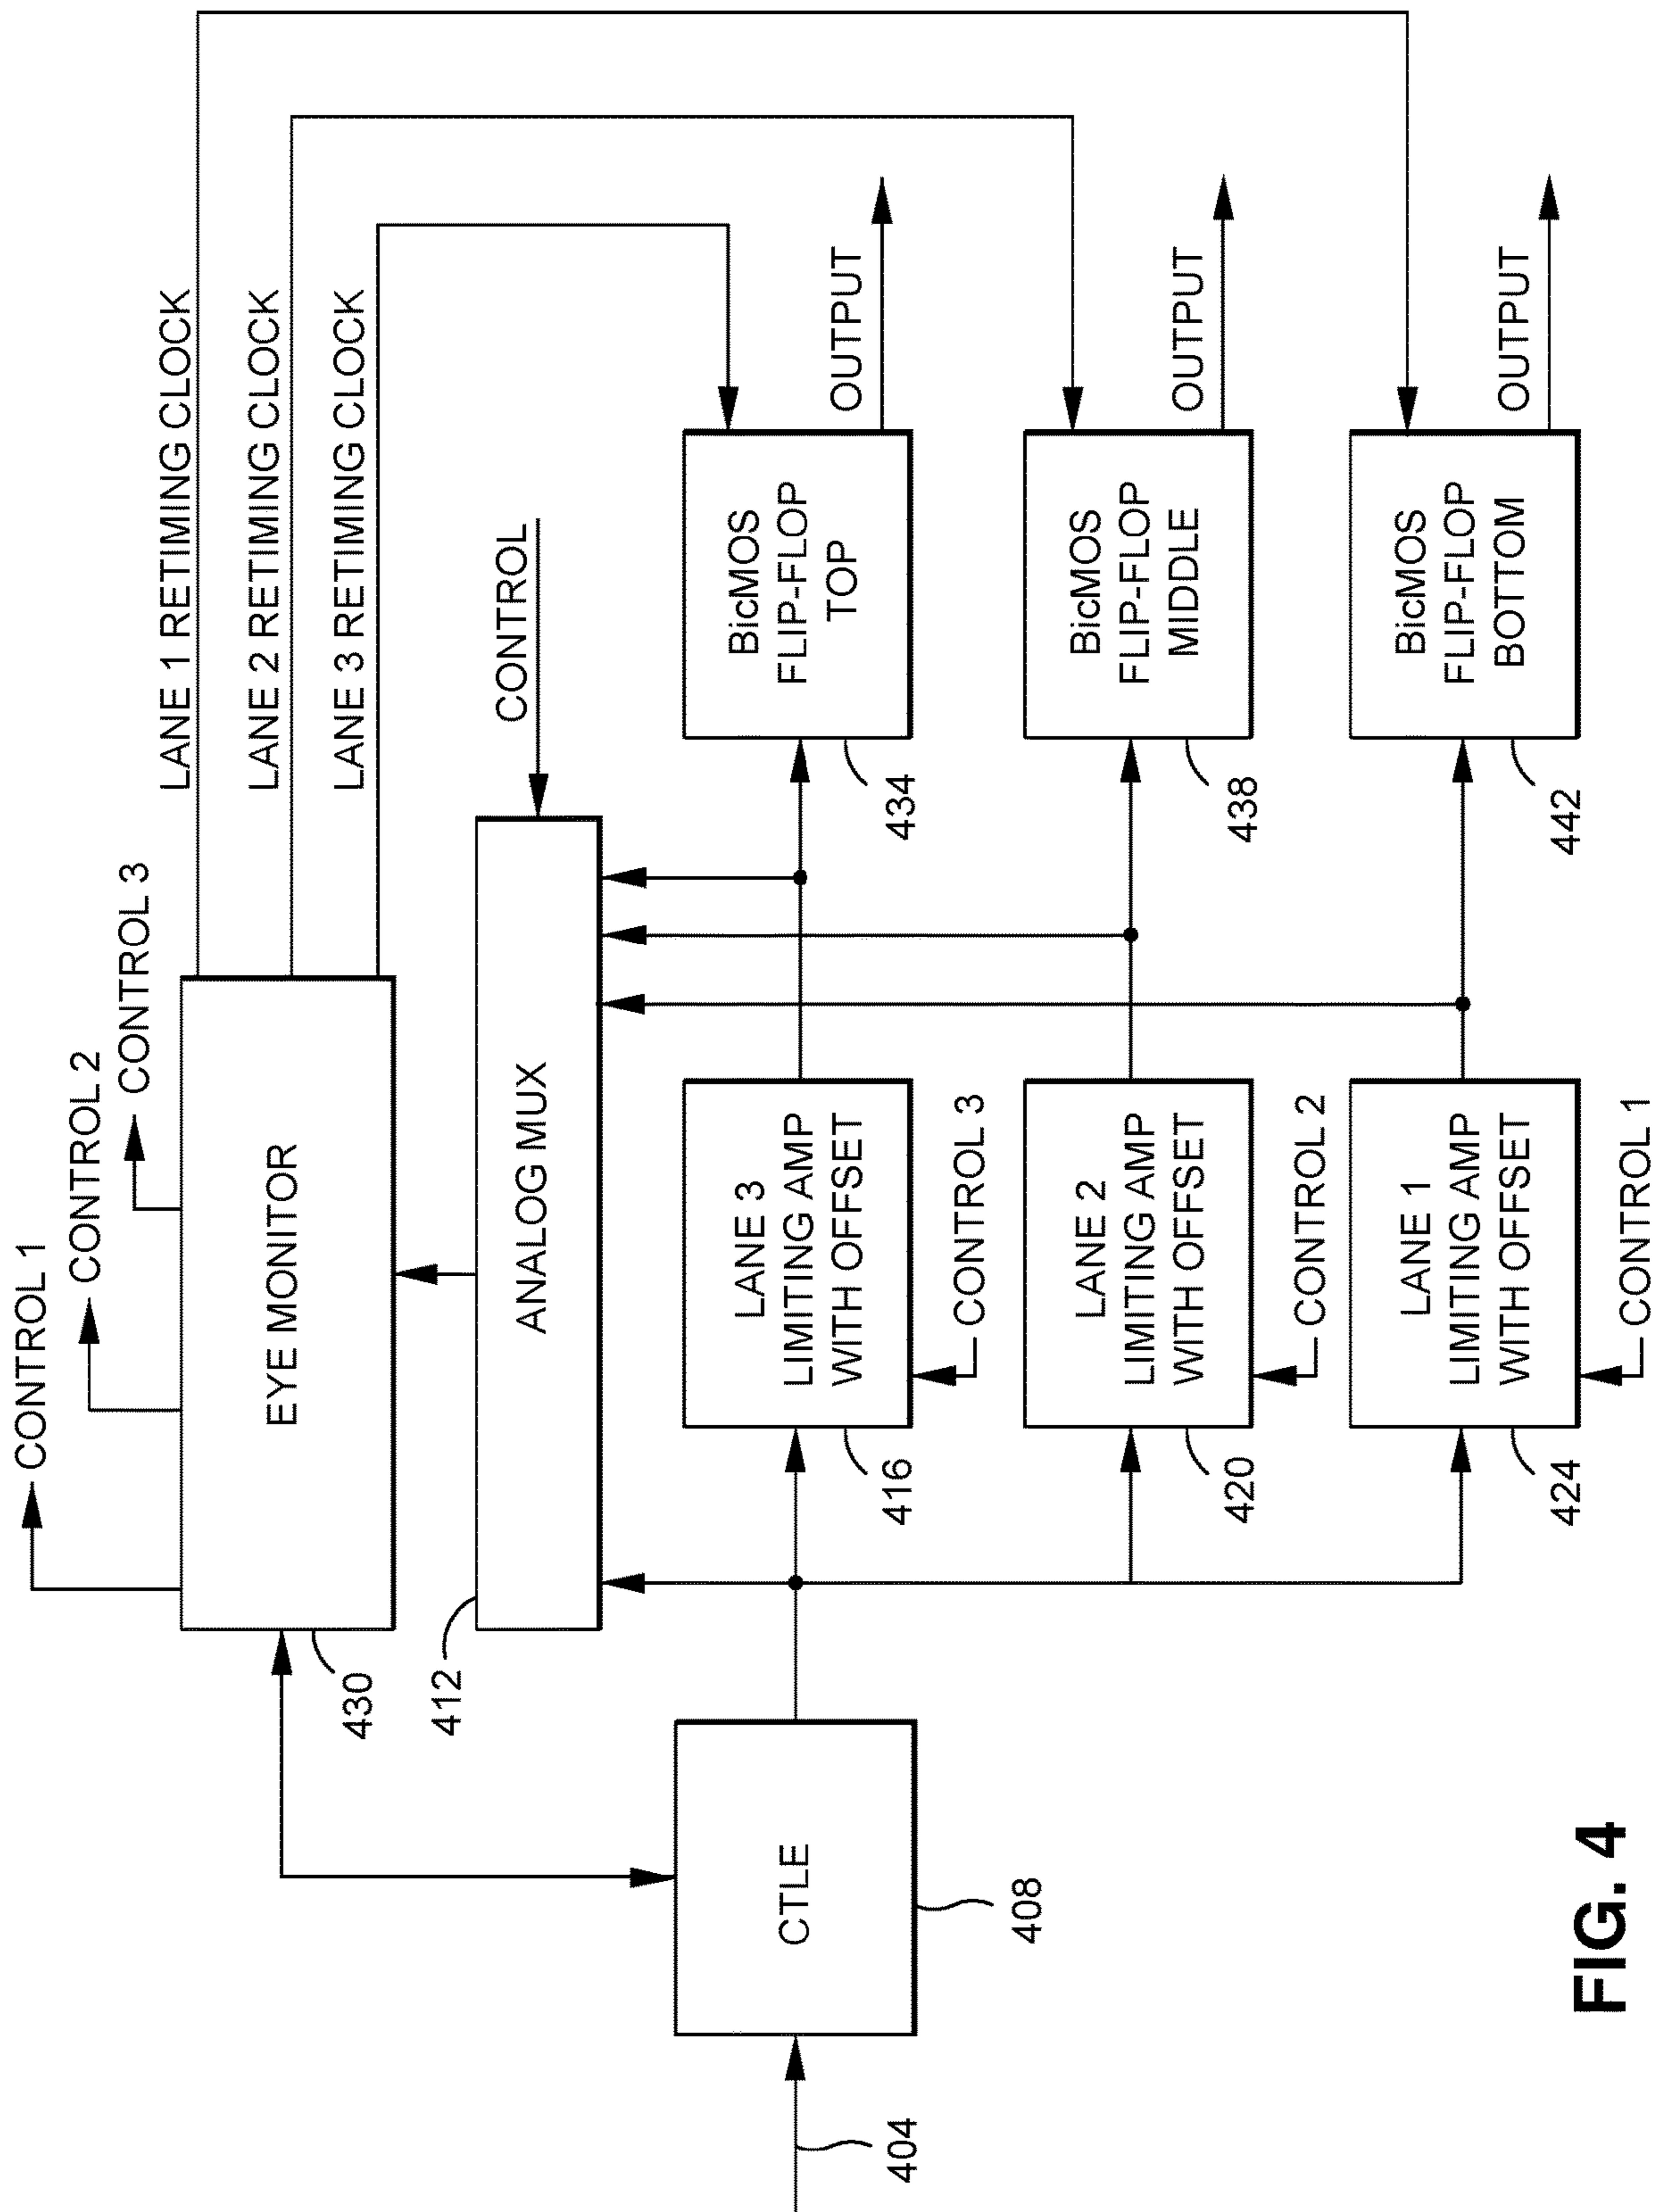 CONTROL 1
CONTROL 2
CONTROL 3
LANE 1 RETIMING CLOCK
LANE 2 RETIMING CLOCK
LANE 3 RETIMING CLOCK
EYE MONITOR
430
CONTROL
412
ANALOG MUX
404
CTLE
408
LANE 3
LIMITING AMP
WITH OFFSET
416
CONTROL 3
BicMOS
FLIP-FLOP
TOP
434
OUTPUT
LANE 2
LIMITING AMP
WITH OFFSET
420
CONTROL 2
BicMOS
FLIP-FLOP
MIDDLE
438
OUTPUT
LANE 1
LIMITING AMP
WITH OFFSET
424
CONTROL 1
BicMOS
FLIP-FLOP
BOTTOM
442
OUTPUT
FIG. 4